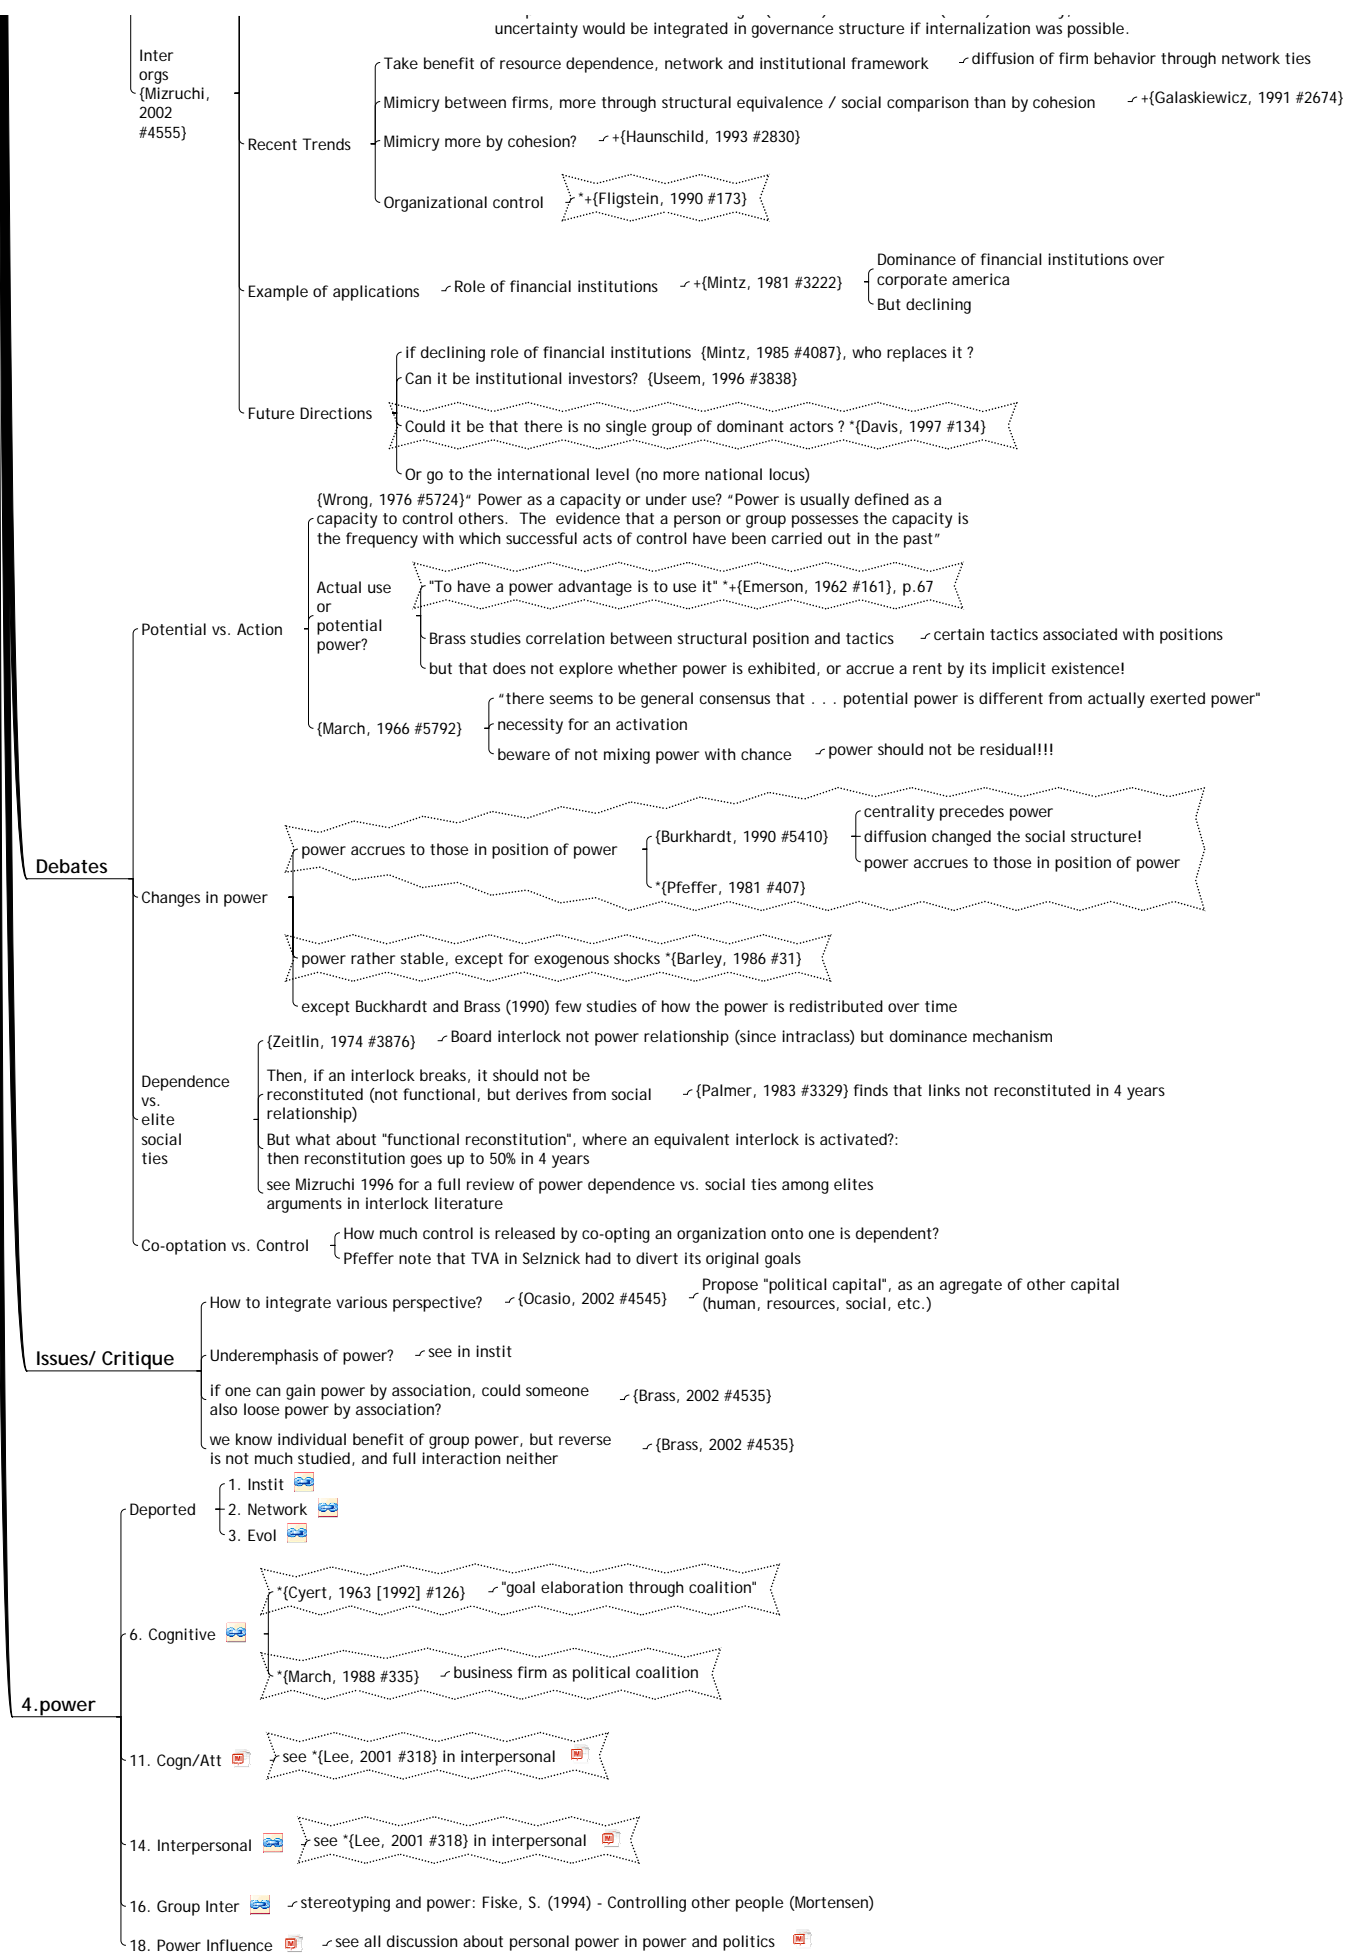 uncertainty would be integrated in governance structure if internalization was possible.
Inter
orgs
{Mizruchi,
2002
#4555}
Recent Trends
Take benefit of resource dependence, network and institutional framework
diffusion of firm behavior through network ties
Mimicry between firms, more through structural equivalence / social comparison than by cohesion
+{Galaskiewicz, 1991 #2674}
Mimicry more by cohesion?
+{Haunschild, 1993 #2830}
Organizational control
*+{Fligstein, 1990 #173}
Example of applications
Role of financial institutions
+{Mintz, 1981 #3222}
Dominance of financial institutions over
corporate america
But declining
Future Directions
if declining role of financial institutions  {Mintz, 1985 #4087}, who replaces it ?
Can it be institutional investors?  {Useem, 1996 #3838}
Could it be that there is no single group of dominant actors ? *{Davis, 1997 #134}
Or go to the international level (no more national locus)
Debates
Potential vs. Action
{Wrong, 1976 #5724}“ Power as a capacity or under use? “Power is usually defined as a
capacity to control others.  The  evidence that a person or group possesses the capacity is
the frequency with which successful acts of control have been carried out in the past”
Actual use
or
potential
power?
"To have a power advantage is to use it" *+{Emerson, 1962 #161}, p.67
Brass studies correlation between structural position and tactics
certain tactics associated with positions
but that does not explore whether power is exhibited, or accrue a rent by its implicit existence!
{March, 1966 #5792}
“there seems to be general consensus that . . . potential power is different from actually exerted power"
necessity for an activation
beware of not mixing power with chance
power should not be residual!!!
Changes in power
power accrues to those in position of power
{Burkhardt, 1990 #5410}
centrality precedes power
diffusion changed the social structure!
power accrues to those in position of power
*{Pfeffer, 1981 #407}
power rather stable, except for exogenous shocks *{Barley, 1986 #31}
except Buckhardt and Brass (1990) few studies of how the power is redistributed over time
Dependence
vs.
elite
social
ties
{Zeitlin, 1974 #3876}
Board interlock not power relationship (since intraclass) but dominance mechanism
Then, if an interlock breaks, it should not be
reconstituted (not functional, but derives from social
relationship)
{Palmer, 1983 #3329} finds that links not reconstituted in 4 years
But what about "functional reconstitution", where an equivalent interlock is activated?:
then reconstitution goes up to 50% in 4 years
see Mizruchi 1996 for a full review of power dependence vs. social ties among elites
arguments in interlock literature
Co-optation vs. Control
How much control is released by co-opting an organization onto one is dependent?
Pfeffer note that TVA in Selznick had to divert its original goals
Issues/ Critique
How to integrate various perspective?
{Ocasio, 2002 #4545}
Propose "political capital", as an agregate of other capital
(human, resources, social, etc.)
Underemphasis of power?
see in instit
if one can gain power by association, could someone
also loose power by association?
{Brass, 2002 #4535}
we know individual benefit of group power, but reverse
is not much studied, and full interaction neither
{Brass, 2002 #4535}
4.power
Deported
1. Instit
2. Network
3. Evol
6. Cognitive
*{Cyert, 1963 [1992] #126}
"goal elaboration through coalition"
*{March, 1988 #335}
business firm as political coalition
11. Cogn/Att
see *{Lee, 2001 #318} in interpersonal
14. Interpersonal
see *{Lee, 2001 #318} in interpersonal
16. Group Inter
stereotyping and power: Fiske, S. (1994) - Controlling other people (Mortensen)
18. Power Influence
see all discussion about personal power in power and politics